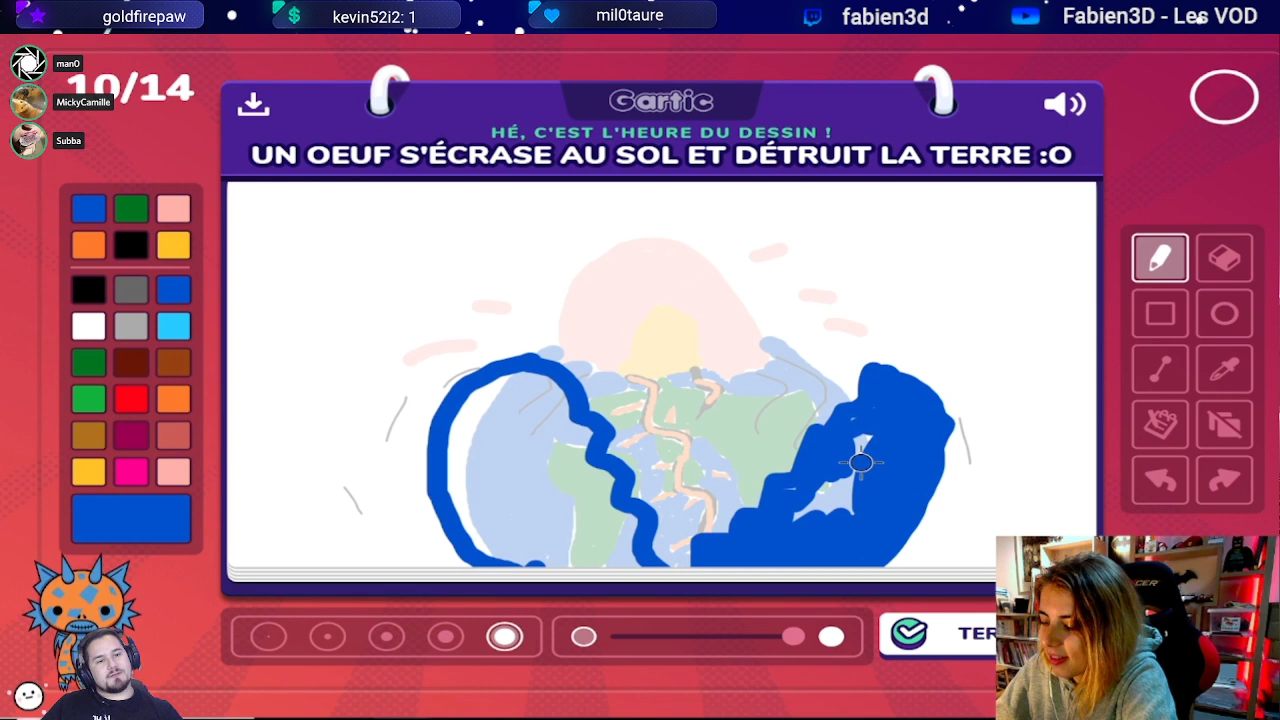 goldfirepaw
kevin52i2: 1
mil0taure
fabien3d
Fabien3D - Les VOD
man0
10/14
MickyCamille
Subba
Gartic
HÉ, C'EST L'HEURE DU DESSIN !
UN OEUF S'ÉCRASE AU SOL ET DÉTRUIT LA TERRE :O
TER